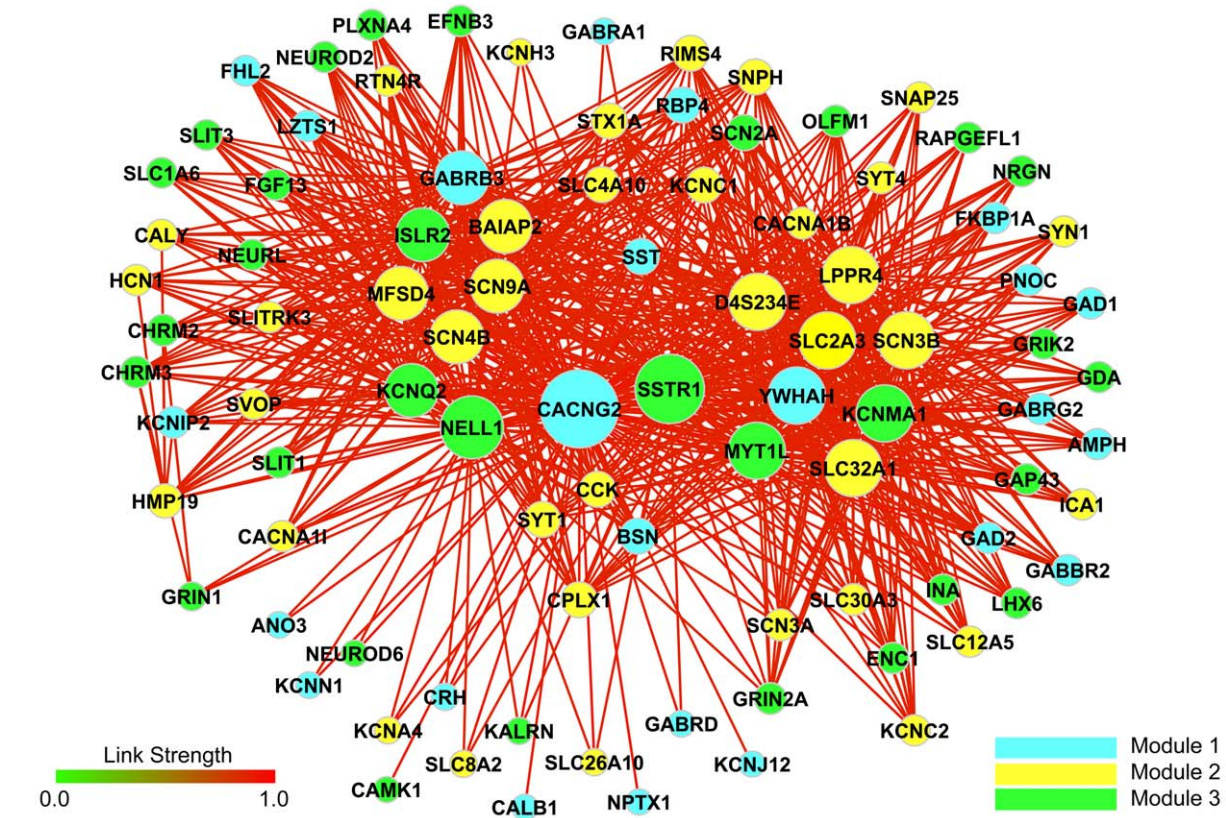 PLXNA4
EFNB3
GABRA1
KCNH3
RIMS4
NEUROD2
FHL2
RTN4R
SNPH
SNAP25
RBP4
STX1A
OLFM1
LZTS1
SCN2A
SLIT3
RAPGEFL1
SLC1A6
NRGN
GABRB3
FGF13
SLC4A10
KCNC1
SYT4
FKBP1A
CACNA1B
BAIAP2
CALY
ISLR2
SYN1
NEURL
SST
HCN1
LPPR4
PNOC
MFSD4
SCN9A
D4S234E
GAD1
SLITRK3
CHRM2
SCN4B
SLC2A3
SCN3B
GRIK2
CHRM3
GDA
KCNQ2
SSTR1
YWHAH
SVOP
CACNG2
KCNMA1
GABRG2
KCNIP2
NELL1
AMPH
MYT1L
SLIT1
SLC32A1
GAP43
CCK
HMP19
ICA1
SYT1
CACNA1I
BSN
GAD2
GABBR2
INA
GRIN1
CPLX1
SLC30A3
LHX6
ANO3
SCN3A
SLC12A5
NEUROD6
ENC1
KCNN1
CRH
GRIN2A
GABRD
KCNA4
KALRN
KCNC2
SLC8A2
SLC26A10
KCNJ12
CAMK1
CALB1
NPTX1
Link Strength
0.0 1.0
Module 1
Module 2
Module 3